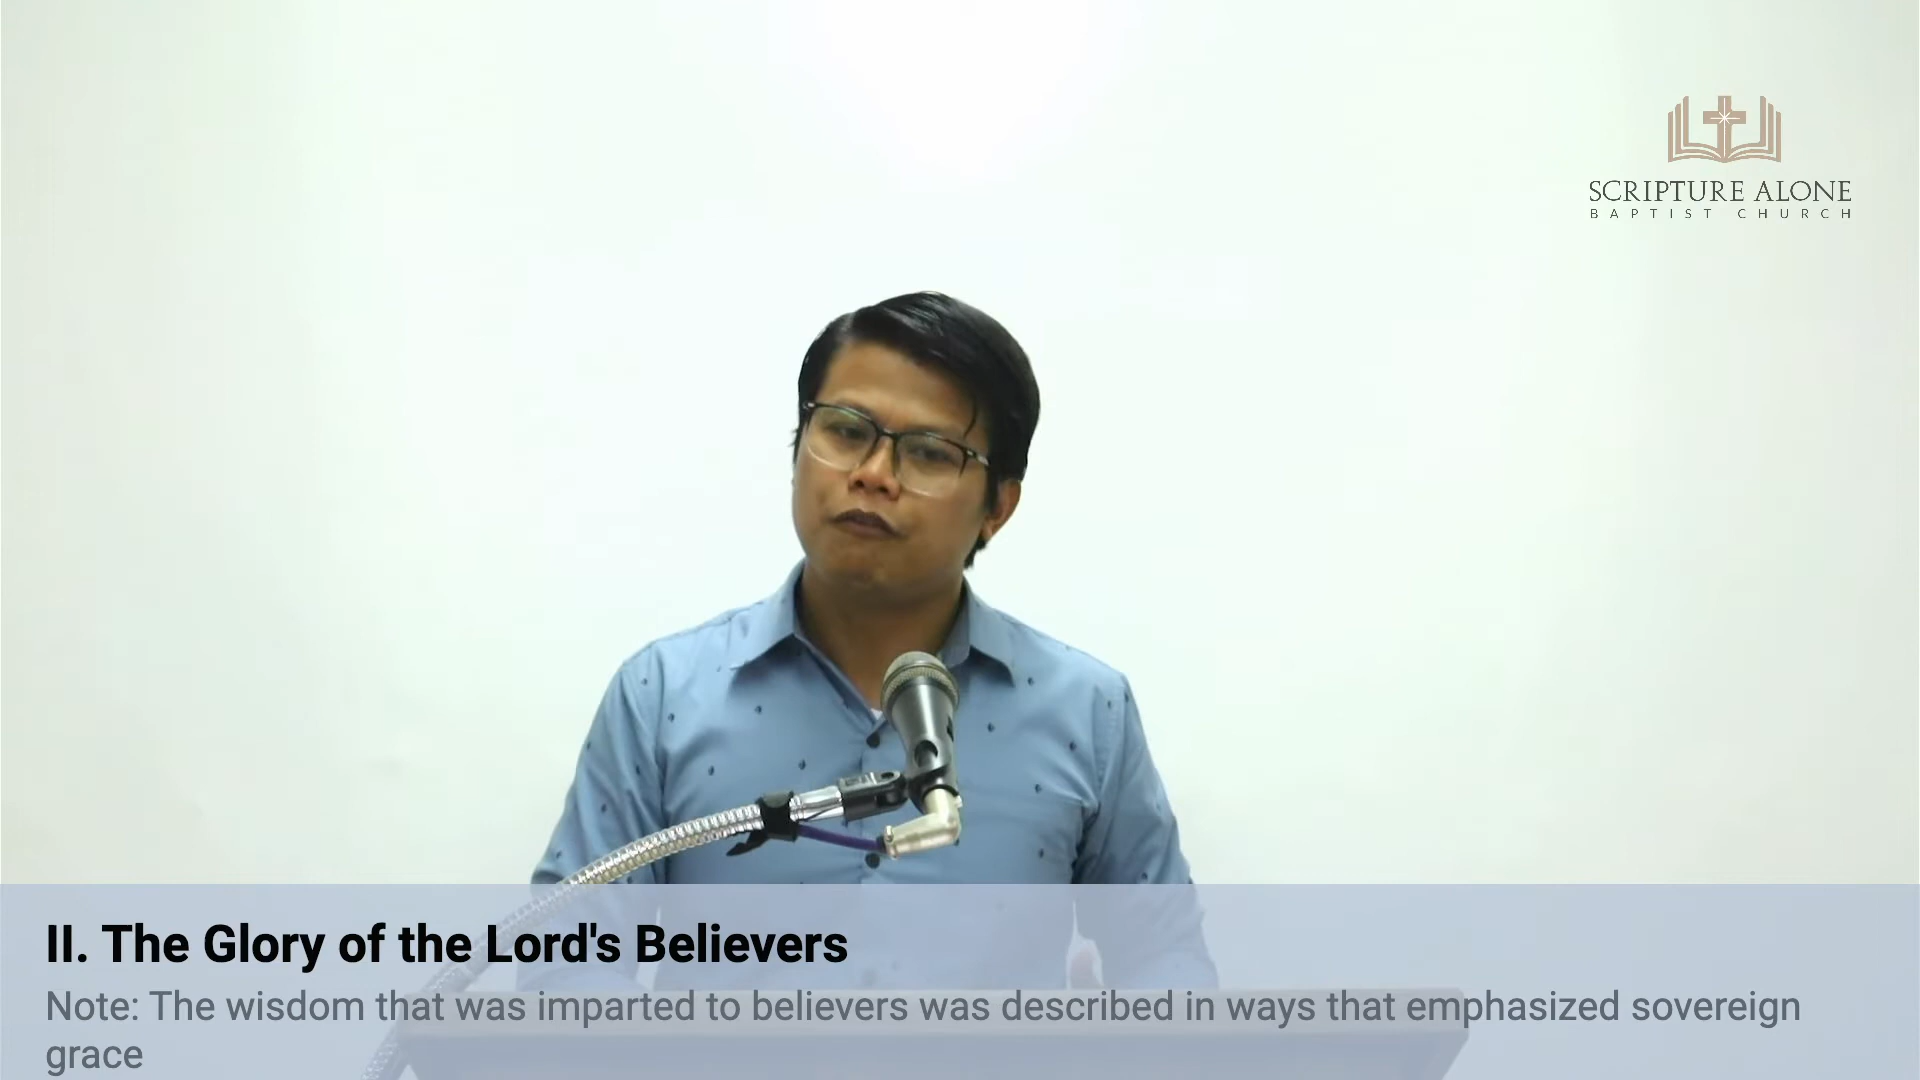 SCRIPTURE ALONE
BAPTIST CHURCH
II. The Glory of the Lord's Believers
Note: The wisdom that was imparted to believers was described in ways that emphasized sovereign
grace